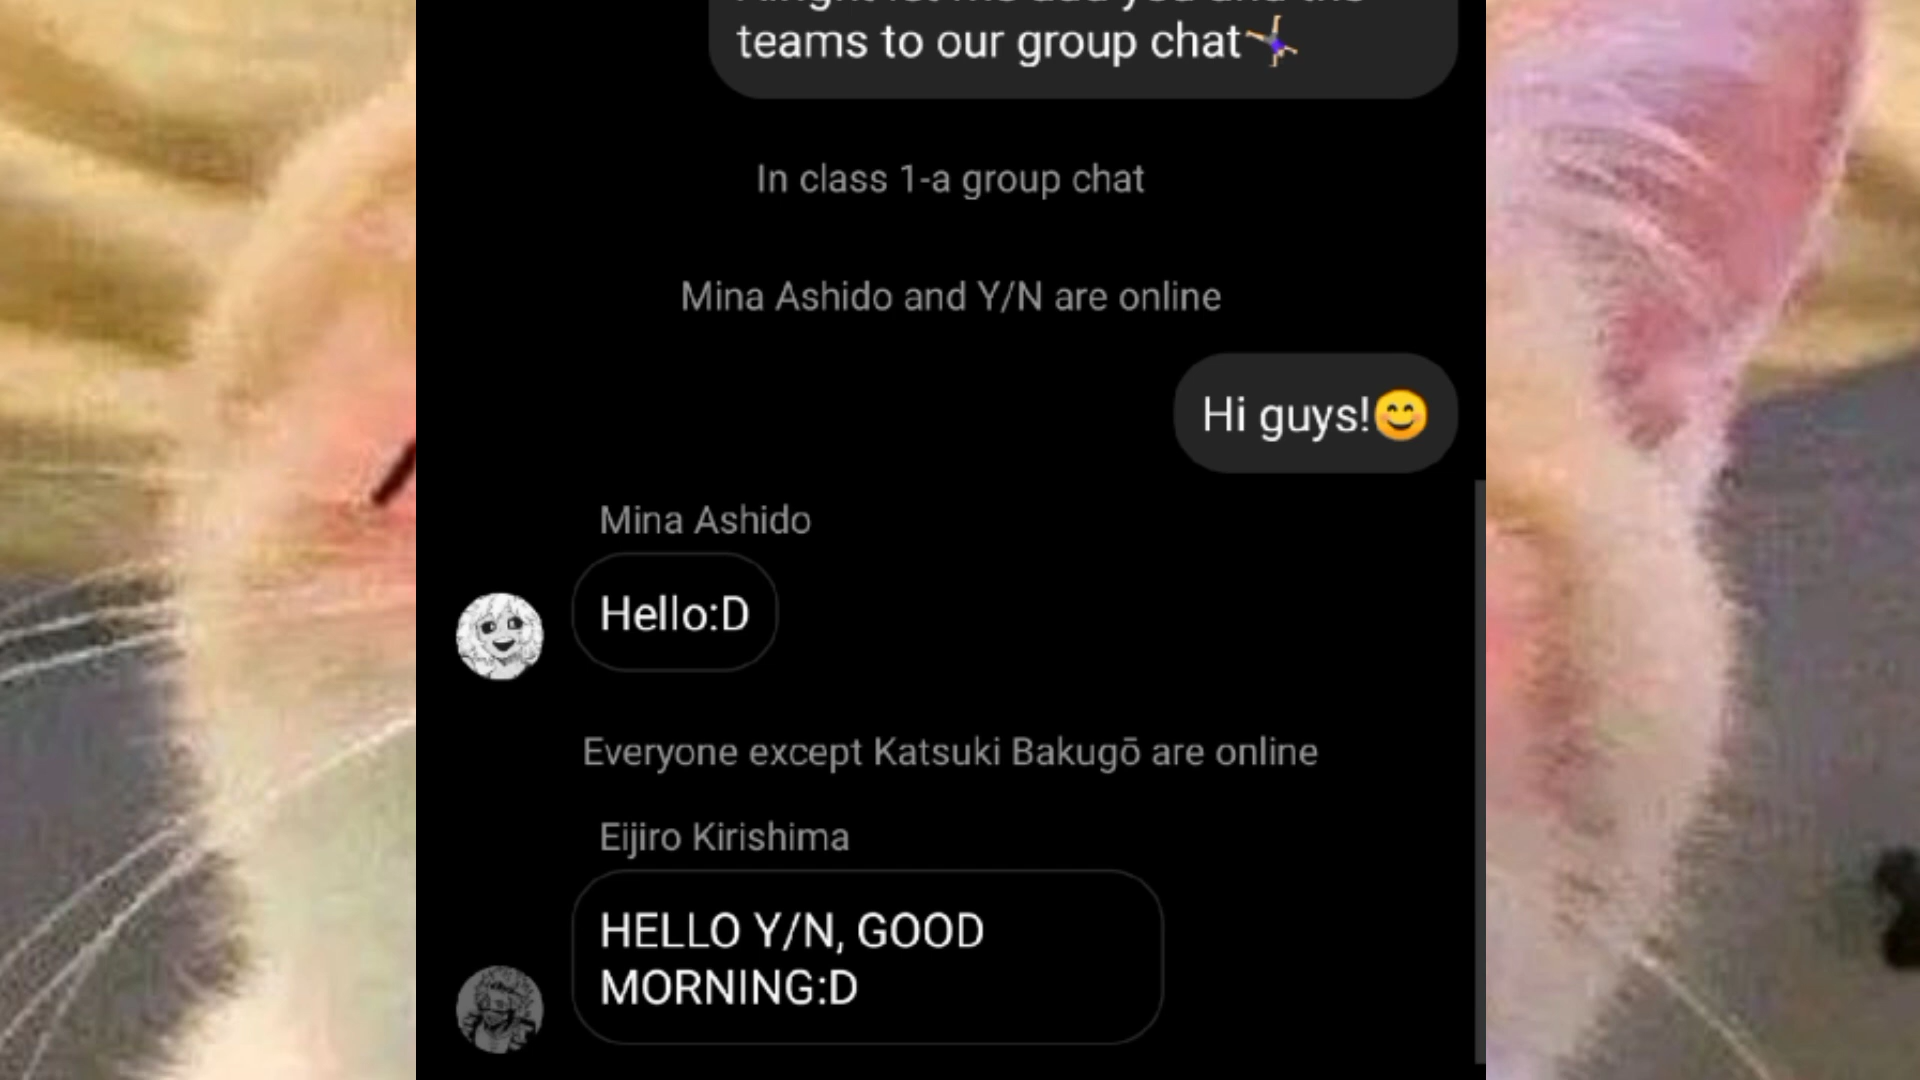 teams to our group chat🤸‍♀️
In class 1-a group chat
Mina Ashido and Y/N are online
Hi guys!😊
Mina Ashido
Hello:D
Everyone except Katsuki Bakugō are online
Eijiro Kirishima
HELLO Y/N, GOOD
MORNING:D